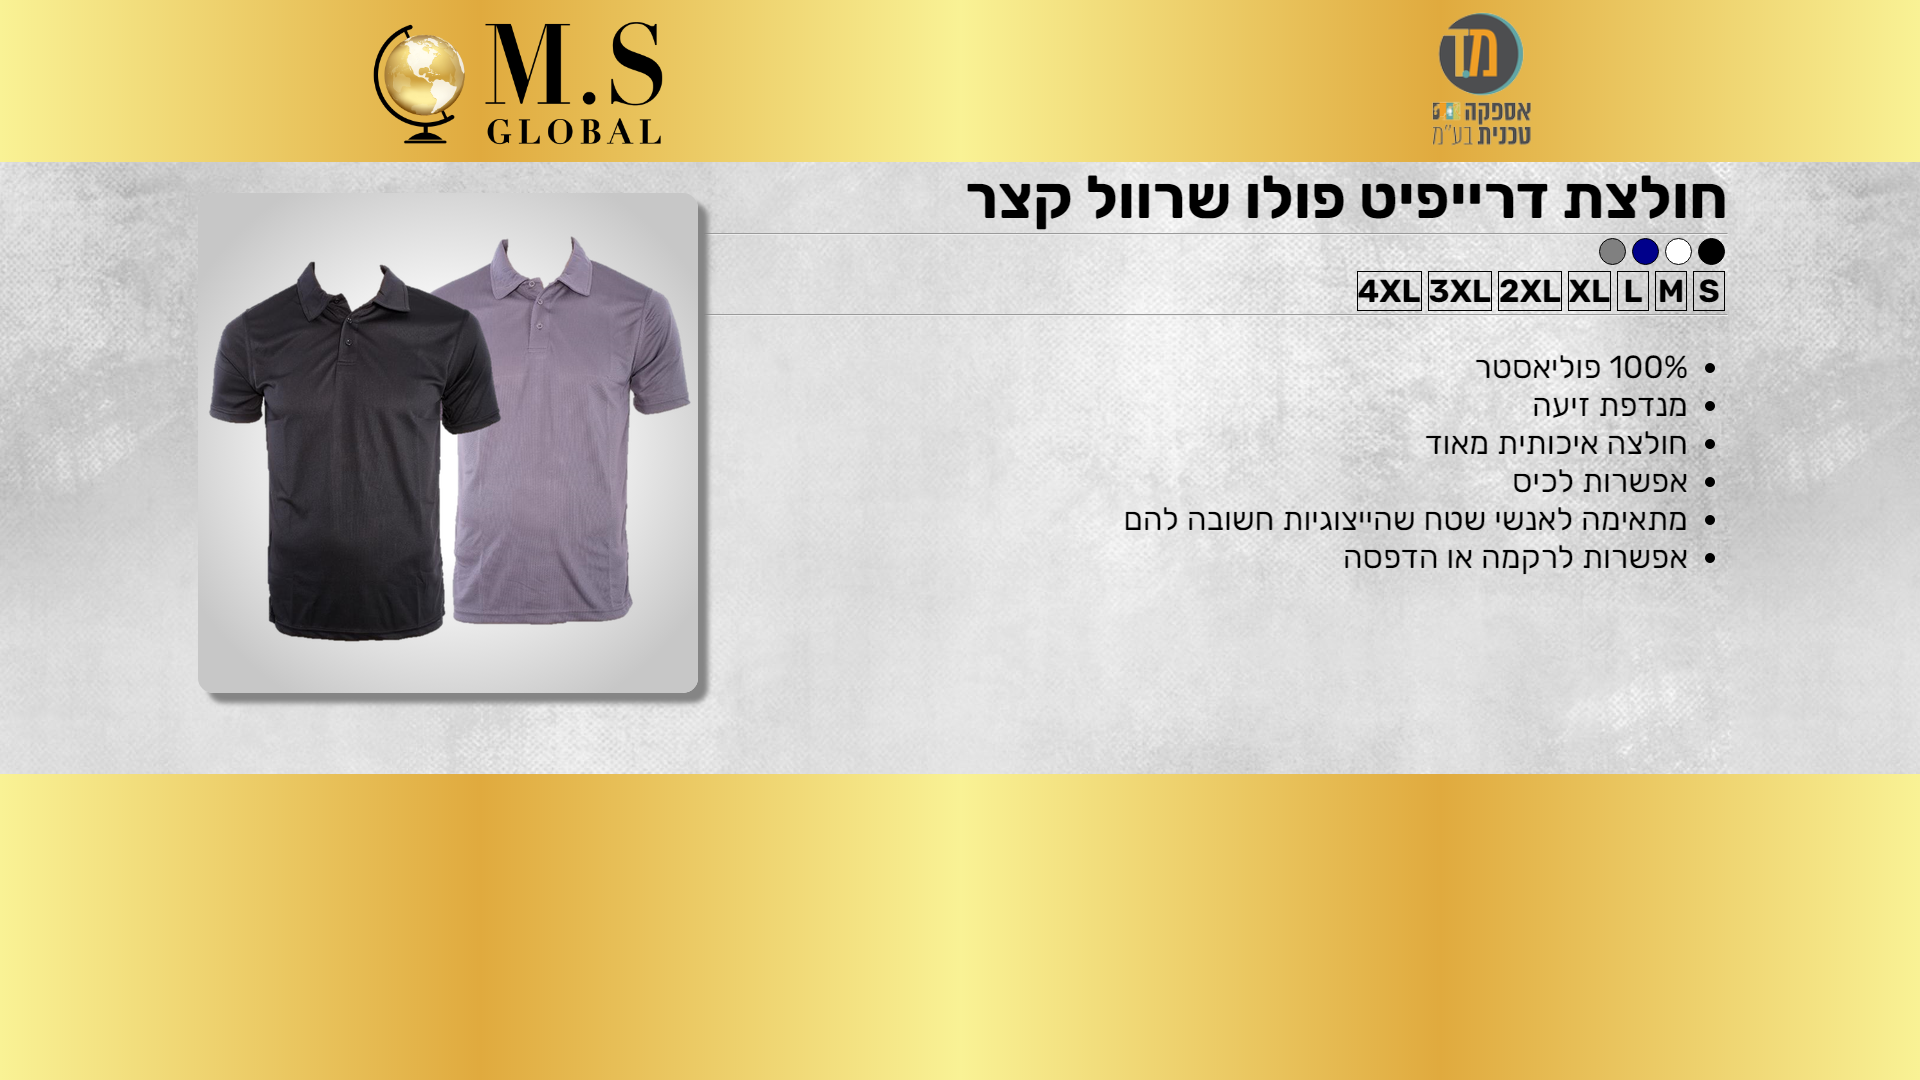 M.S
GLOBAL
מ.ד
אספקה
טכנית בע"מ
חולצת דרייפיט פולו שרוול קצר
S M L XL 2XL 3XL 4XL
• 100% פוליאסטר
• מנדפת זיעה
• חולצה איכותית מאוד
• אפשרות לכיס
• מתאימה לאנשי שטח שהייצוגיות חשובה להם
• אפשרות לרקמה או הדפסה